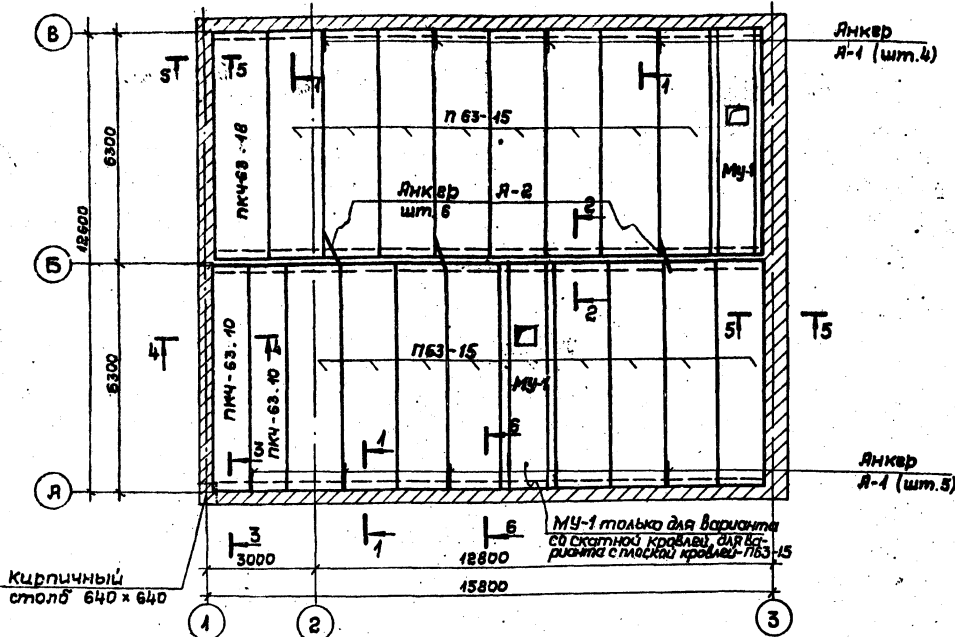 В
Анкер
А-1 (шт.4)
5
5
1
1
П 63-15
6300
ПКЧ-63.18
МУ-1
Анкер А-2
шт.6
2
12600
Б
2
4
4
5
5
П63-15
6300
ПКЧ-63.10
ПКЧ-63.10
МУ-1
3
1
6
Анкер
А-1 (шт.5)
А
МУ-1 только для варианта
со скатной кровлей, для ва-
рианта с плоской кровлей-П63-15
3
1
6
3000
12800
15800
Кирпичный
столб 640 × 640
1
2
3